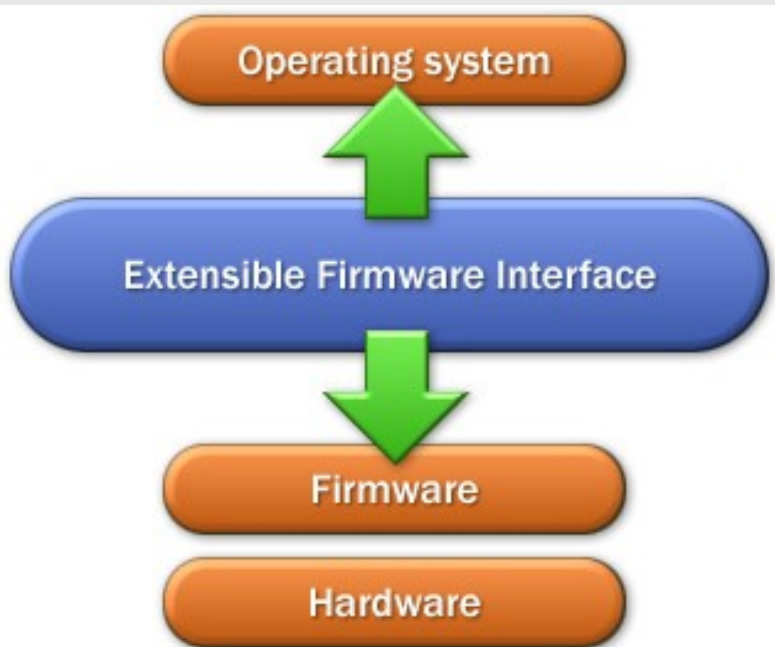 Operating system
Extensible Firmware Interface
Firmware
Hardware